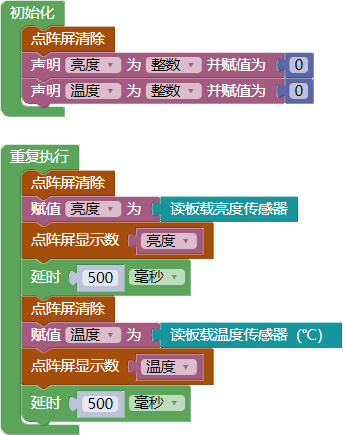 初始化
点阵屏清除
声明 亮度 为 整数 并赋值为 0
声明 温度 为 整数 并赋值为 0
重复执行
点阵屏清除
赋值 亮度 为 读板载亮度传感器
点阵屏显示数 亮度
延时 500 毫秒
点阵屏清除
赋值 温度 为 读板载温度传感器（℃）
点阵屏显示数 温度
延时 500 毫秒